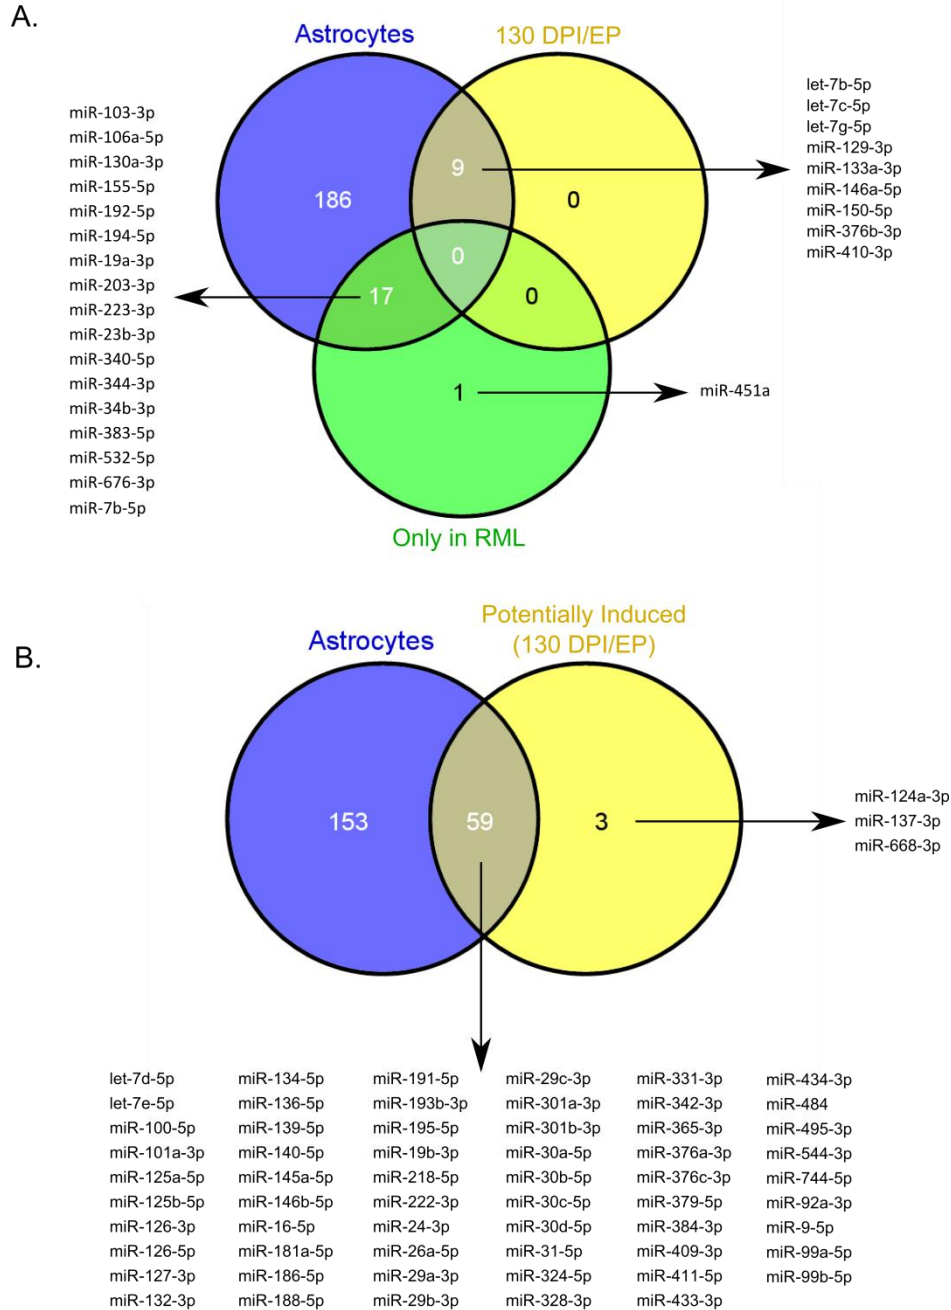 A.
Astrocytes
130 DPI/EP
miR-103-3p
miR-106a-5p
miR-130a-3p
miR-155-5p
miR-192-5p
miR-194-5p
miR-19a-3p
miR-203-3p
miR-223-3p
miR-23b-3p
miR-340-5p
miR-344-3p
miR-34b-3p
miR-383-5p
miR-532-5p
miR-676-3p
miR-7b-5p
186
9
0
0
17
0
1
let-7b-5p
let-7c-5p
let-7g-5p
miR-129-3p
miR-133a-3p
miR-146a-5p
miR-150-5p
miR-376b-3p
miR-410-3p
miR-451a
Only in RML
B.
Astrocytes
Potentially Induced
(130 DPI/EP)
153
59
3
miR-124a-3p
miR-137-3p
miR-668-3p
let-7d-5p
let-7e-5p
miR-100-5p
miR-101a-3p
miR-125a-5p
miR-125b-5p
miR-126-3p
miR-126-5p
miR-127-3p
miR-132-3p
miR-134-5p
miR-136-5p
miR-139-5p
miR-140-5p
miR-145a-5p
miR-146b-5p
miR-16-5p
miR-181a-5p
miR-186-5p
miR-188-5p
miR-191-5p
miR-193b-3p
miR-195-5p
miR-19b-3p
miR-218-5p
miR-222-3p
miR-24-3p
miR-26a-5p
miR-29a-3p
miR-29b-3p
miR-29c-3p
miR-301a-3p
miR-301b-3p
miR-30a-5p
miR-30b-5p
miR-30c-5p
miR-30d-5p
miR-31-5p
miR-324-5p
miR-328-3p
miR-331-3p
miR-342-3p
miR-365-3p
miR-376a-3p
miR-376c-3p
miR-379-5p
miR-384-3p
miR-409-3p
miR-411-5p
miR-433-3p
miR-434-3p
miR-484
miR-495-3p
miR-544-3p
miR-744-5p
miR-92a-3p
miR-9-5p
miR-99a-5p
miR-99b-5p